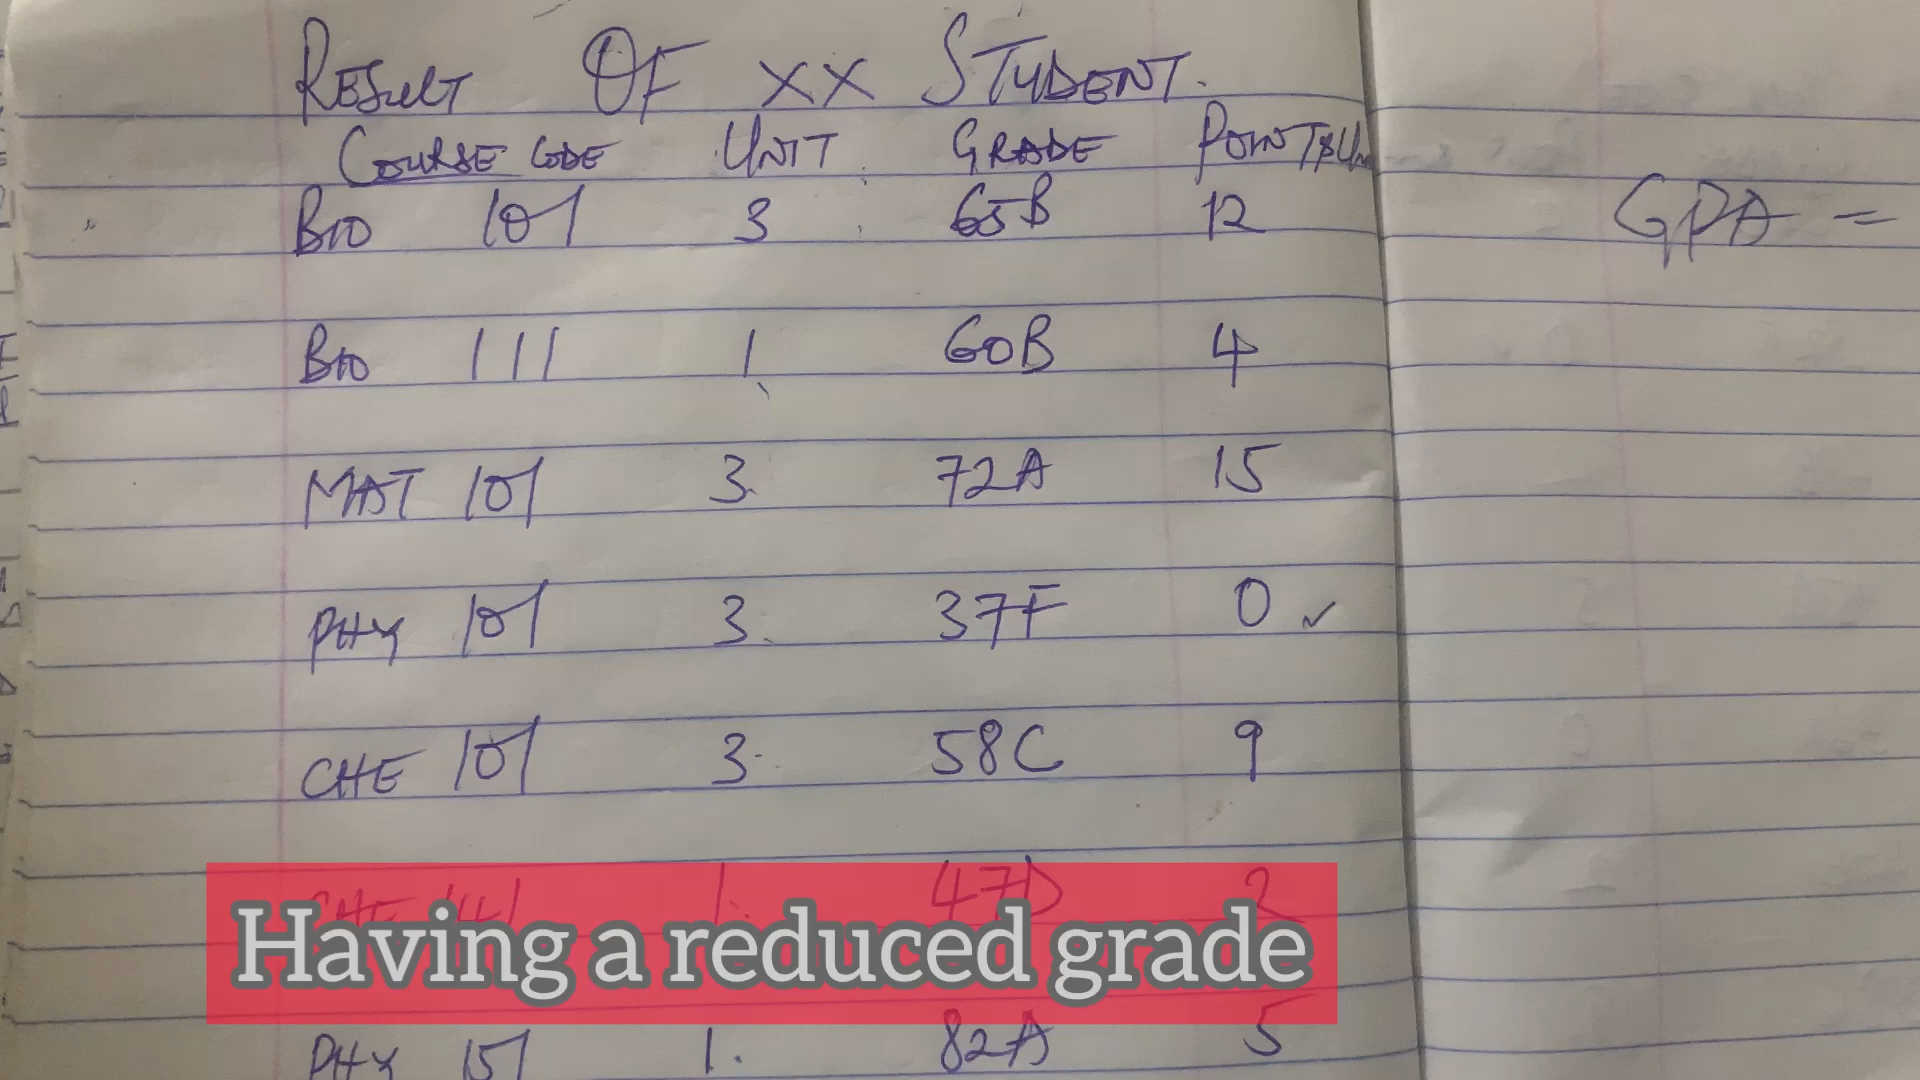 RESULT OF XX STUDENT.
COURSE CODE UNIT GRADE POINT X
BIO 101 3 65B 12
GPA =
BIO 111 1 60B 4
MAT 101 3 72A 15
PHY 101 3 37F 0 ✓
CHE 101 3 58C 9
CHE 1. 47D 2
Having a reduced grade
PHY 151 1. 82A 5